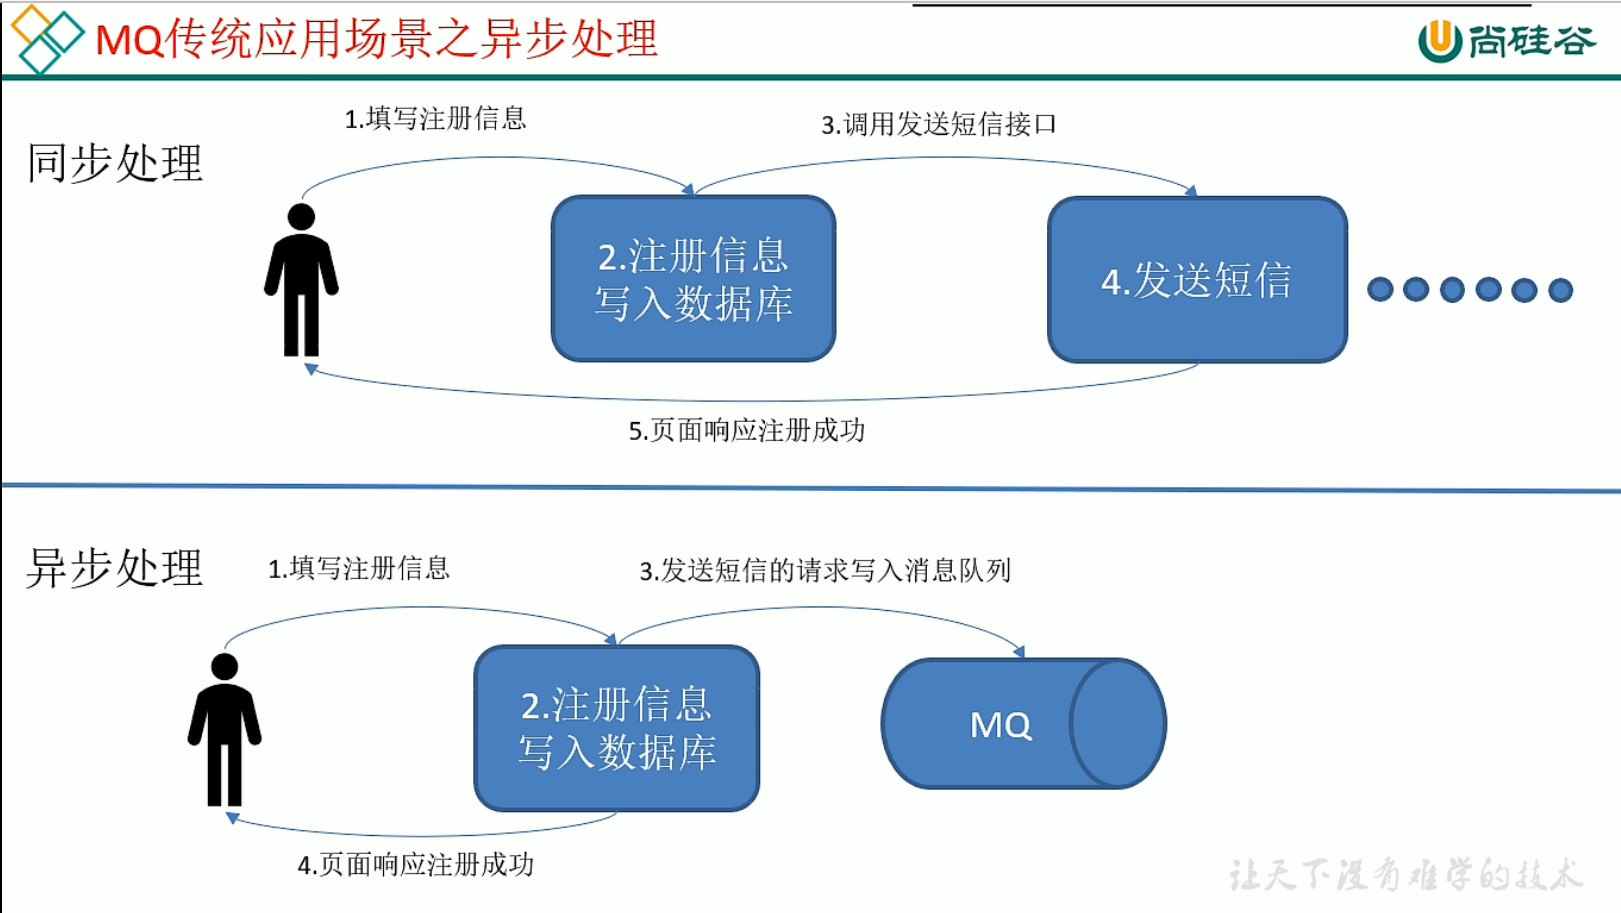 MQ传统应用场景之异步处理
尚硅谷
同步处理
1.填写注册信息
3.调用发送短信接口
2.注册信息
写入数据库
4.发送短信
5.页面响应注册成功
异步处理
1.填写注册信息
3.发送短信的请求写入消息队列
2.注册信息
写入数据库
MQ
4.页面响应注册成功
让天下没有难学的技术